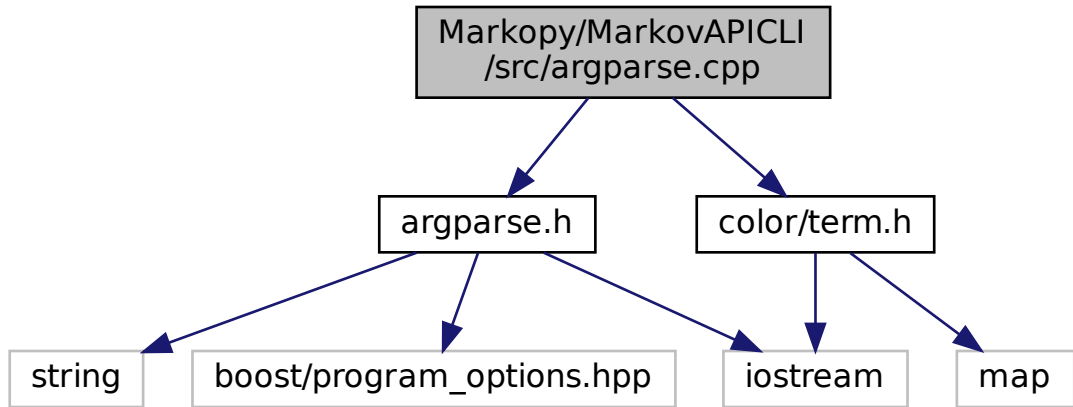 Markopy/MarkovAPICLI
/src/argparse.cpp
argparse.h
color/term.h
string
boost/program_options.hpp
iostream
map